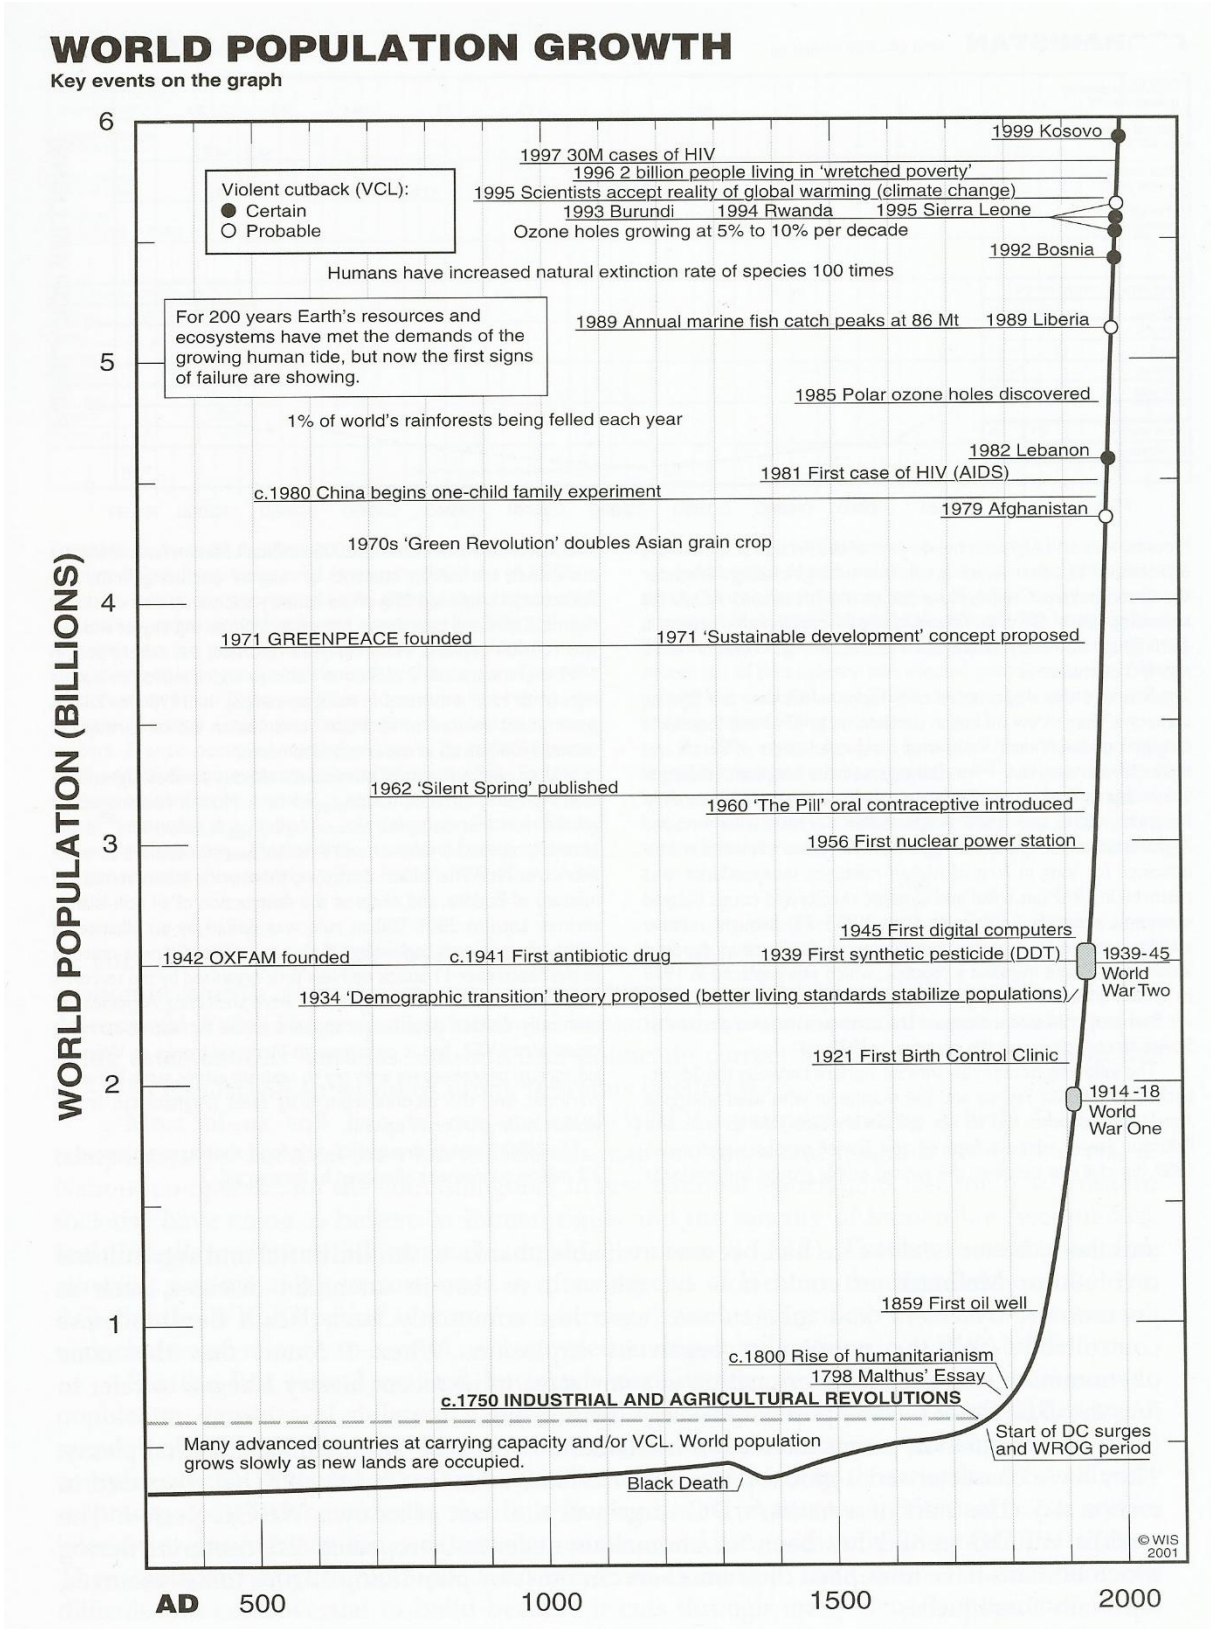 WORLD POPULATION GROWTH
Key events on the graph
6
1999 Kosovo
1997 30M cases of HIV
1996 2 billion people living in ‘wretched poverty’
1995 Scientists accept reality of global warming (climate change)
1993 Burundi 1994 Rwanda 1995 Sierra Leone
Ozone holes growing at 5% to 10% per decade
Violent cutback (VCL):
Certain
Probable
1992 Bosnia
Humans have increased natural extinction rate of species 100 times
For 200 years Earth’s resources and
ecosystems have met the demands of the
growing human tide, but now the first signs
of failure are showing.
1989 Annual marine fish catch peaks at 86 Mt 1989 Liberia
5
1985 Polar ozone holes discovered
1% of world’s rainforests being felled each year
1982 Lebanon
1981 First case of HIV (AIDS)
c.1980 China begins one-child family experiment
1979 Afghanistan
1970s ‘Green Revolution’ doubles Asian grain crop
WORLD POPULATION (BILLIONS)
4
1971 GREENPEACE founded 1971 ‘Sustainable development’ concept proposed
1962 ‘Silent Spring’ published
1960 ‘The Pill’ oral contraceptive introduced
3
1956 First nuclear power station
1945 First digital computers
1942 OXFAM founded c.1941 First antibiotic drug 1939 First synthetic pesticide (DDT)
1939-45
World
War Two
1934 ‘Demographic transition’ theory proposed (better living standards stabilize populations)
1921 First Birth Control Clinic
2
1914-18
World
War One
1859 First oil well
1
c.1800 Rise of humanitarianism
1798 Malthus’ Essay
c.1750 INDUSTRIAL AND AGRICULTURAL REVOLUTIONS
Many advanced countries at carrying capacity and/or VCL. World population
grows slowly as new lands are occupied.
Start of DC surges
and WROG period
Black Death
© WIS
2001
AD 500 1000 1500 2000